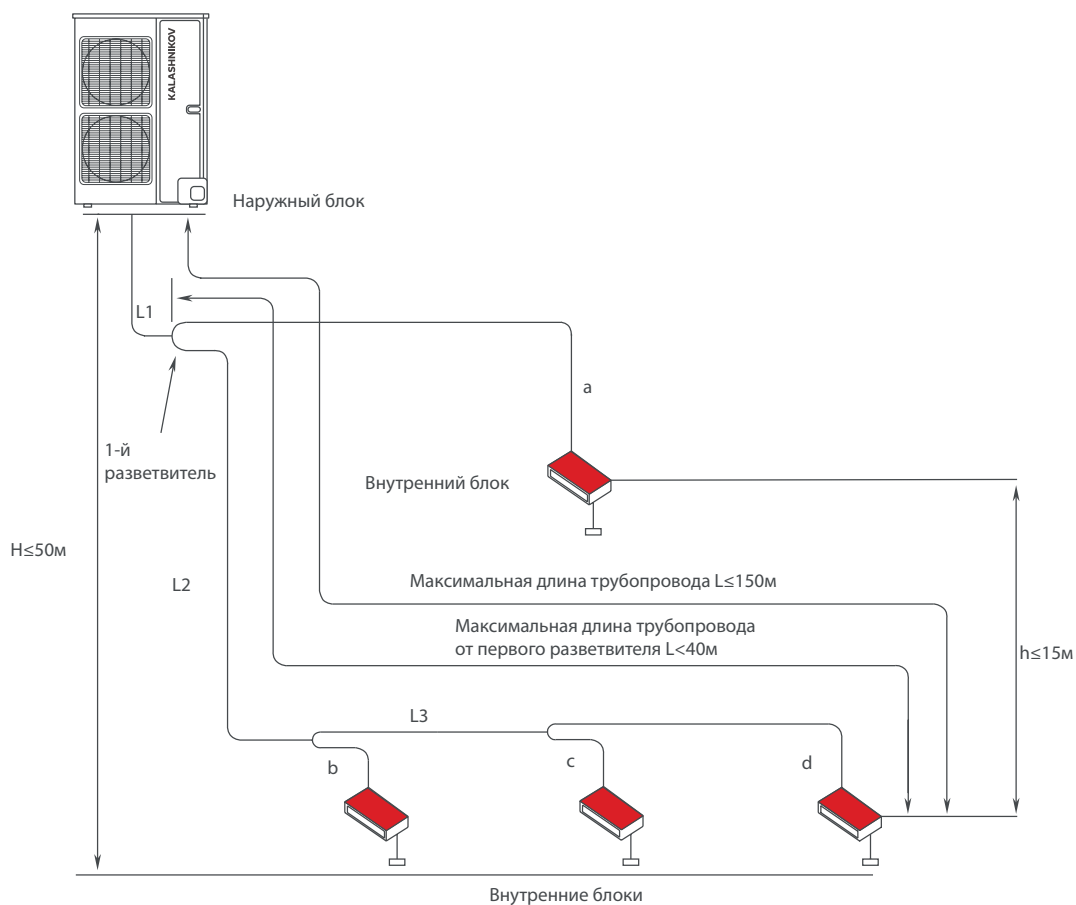 KALASHNIKOV
Наружный блок
L1
a
1-й
разветвитель
Внутренний блок
H≤50м
L2
Максимальная длина трубопровода L≤150м
Максимальная длина трубопровода
от первого разветвителя L<40м
h≤15м
L3
b
c
d
Внутренние блоки